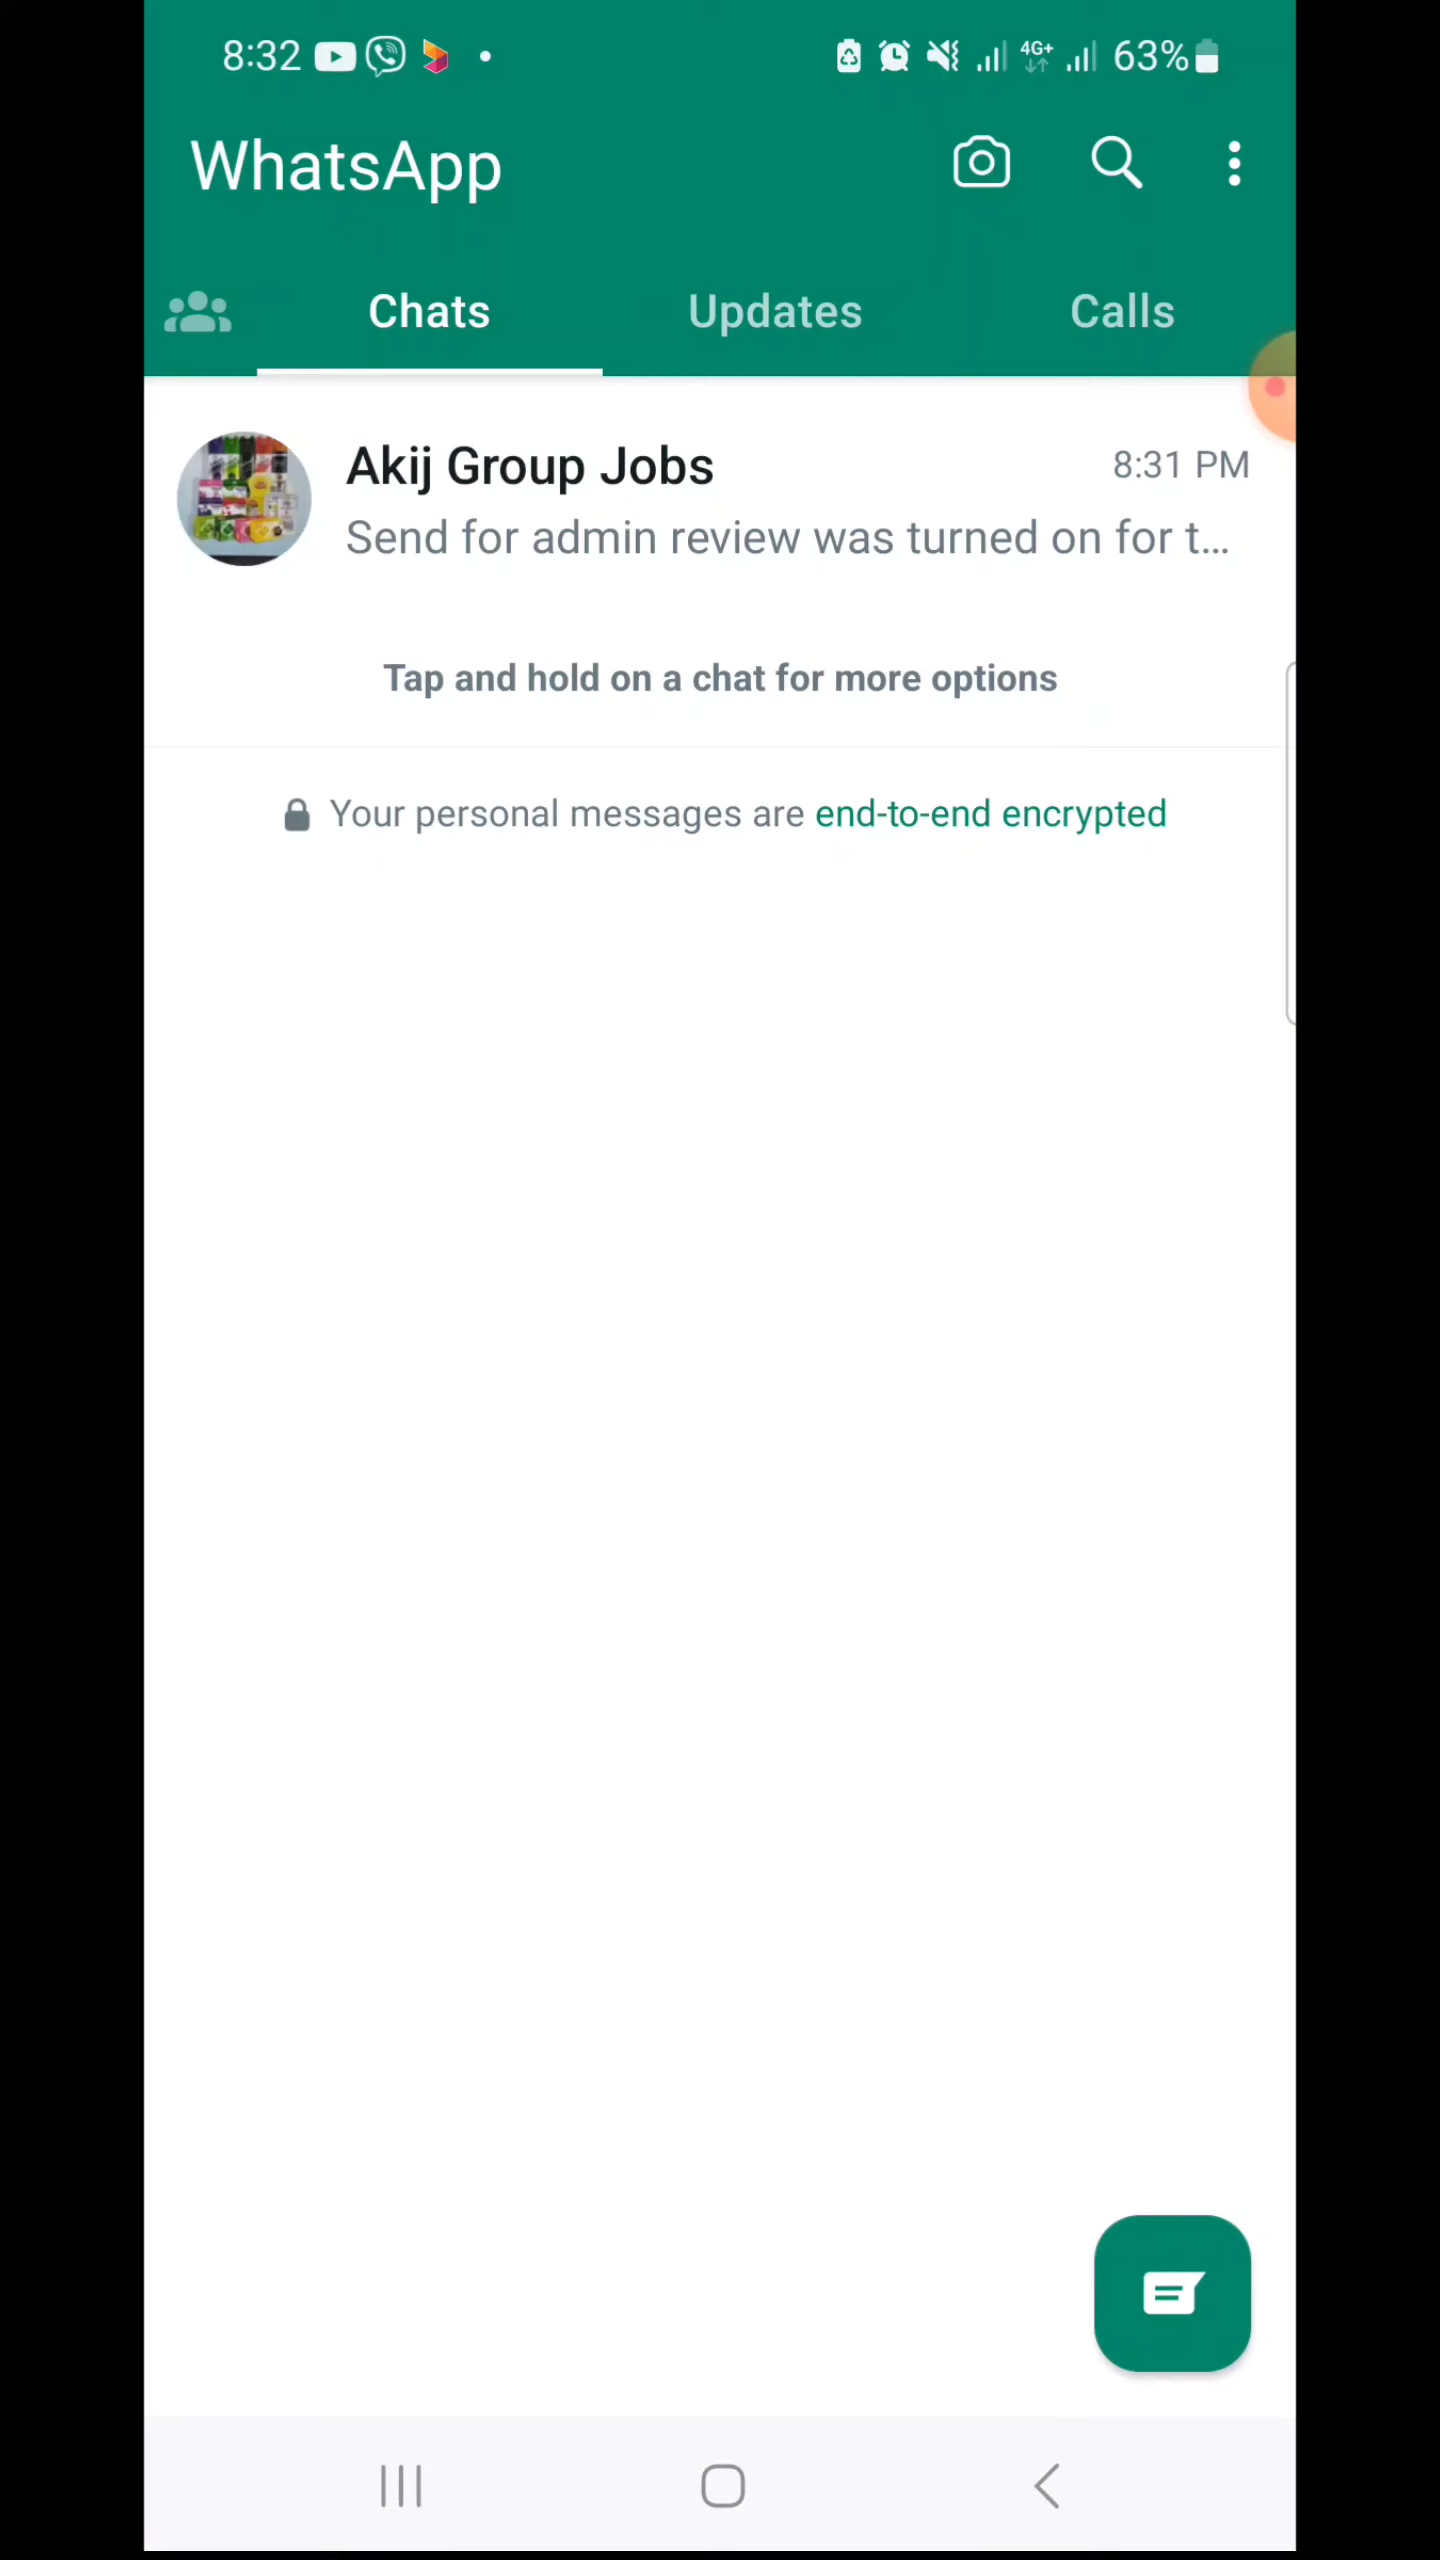 8:32 4G+ 63%
WhatsApp
Chats Updates Calls
Akij Group Jobs 8:31 PM
Send for admin review was turned on for t...
Tap and hold on a chat for more options
Your personal messages are end-to-end encrypted